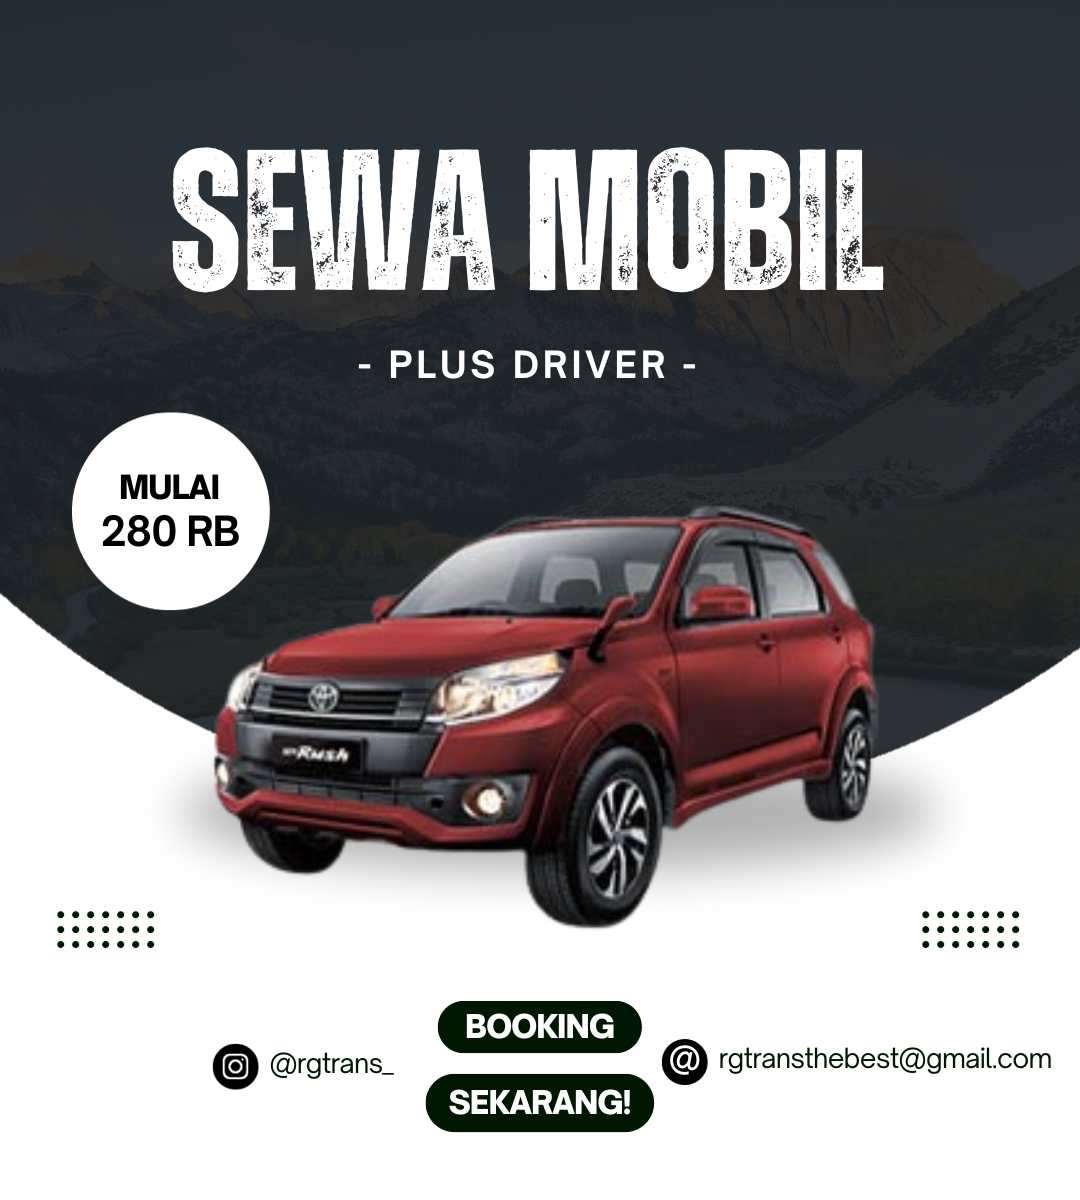 SEWA MOBIL
- PLUS DRIVER -
MULAI
280 RB
Rush
BOOKING
SEKARANG!
@rgtrans_
rgtransthebest@gmail.com